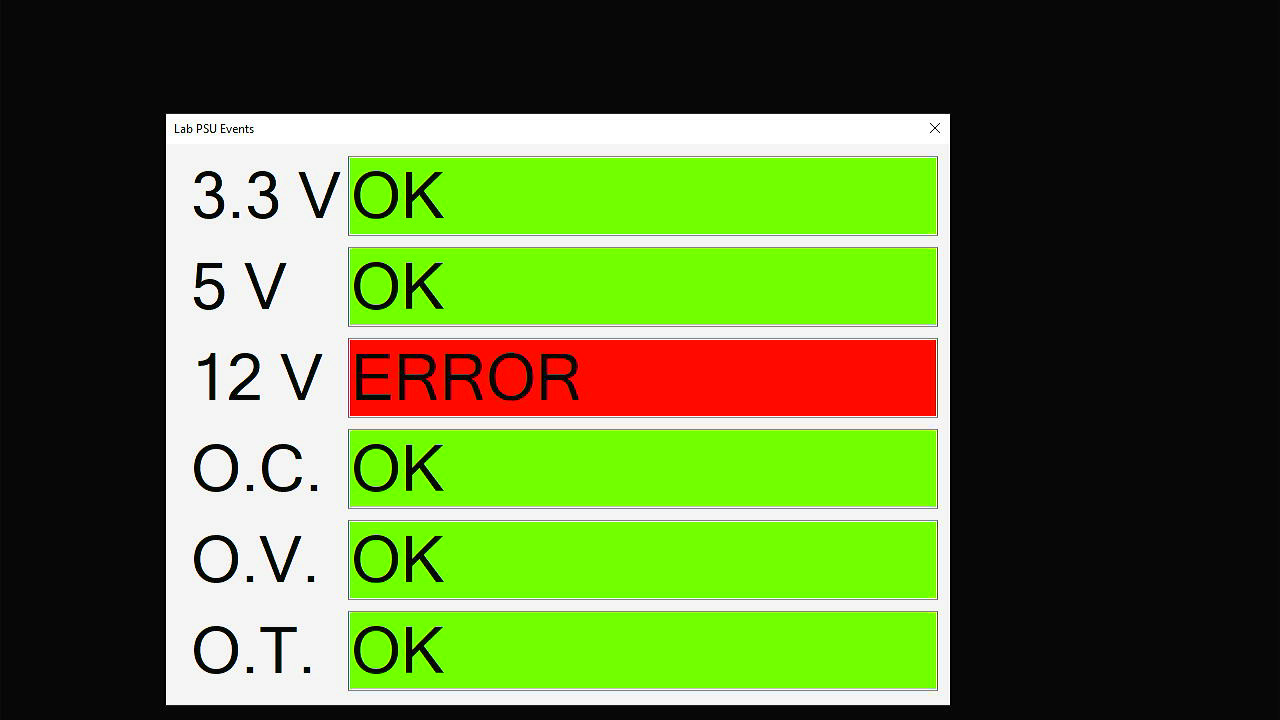 Lab PSU Events
3.3 V OK
5 V OK
12 V ERROR
O.C. OK
O.V. OK
O.T. OK